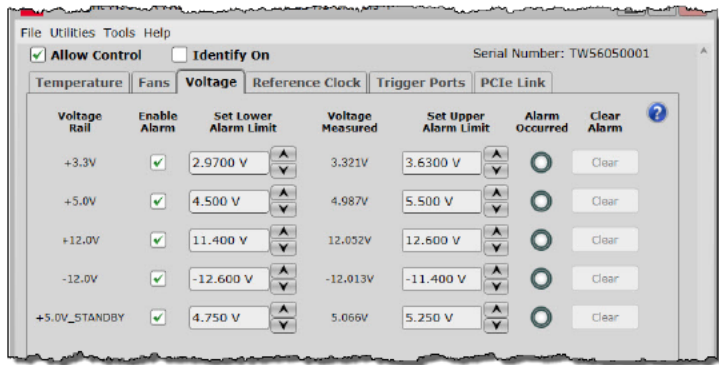 File Utilities Tools Help
Allow Control Identify On Serial Number: TW56050001
Temperature Fans Voltage Reference Clock Trigger Ports PCIe Link
Voltage Rail Enable Alarm Set Lower Alarm Limit Voltage Measured Set Upper Alarm Limit Alarm Occurred Clear Alarm ?
+3.3V 2.9700 V 3.321V 3.6300 V Clear
+5.0V 4.500 V 4.987V 5.500 V Clear
+12.0V 11.400 V 12.052V 12.600 V Clear
-12.0V -12.600 V -12.013V -11.400 V Clear
+5.0V_STANDBY 4.750 V 5.066V 5.250 V Clear